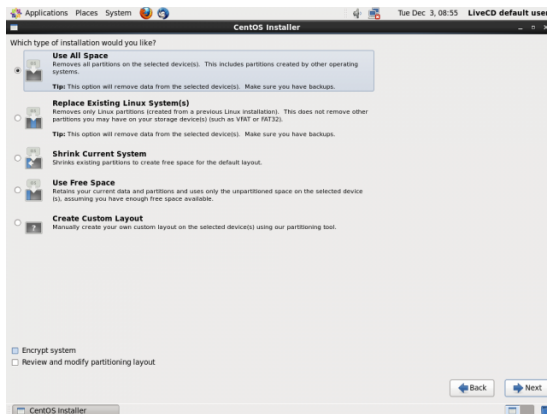 Applications Places System
Tue Dec 3, 08:55 LiveCD default user
CentOS Installer
Which type of installation would you like?
Use All Space
Removes all partitions on the selected device(s). This includes partitions created by other operating
systems.
Tip: This option will remove data from the selected device(s). Make sure you have backups.
Replace Existing Linux System(s)
Removes only Linux partitions (created from a previous Linux installation). This does not remove other
partitions you may have on your storage device(s) (such as VFAT or FAT32).
Tip: This option will remove data from the selected device(s). Make sure you have backups.
Shrink Current System
Shrinks existing partitions to create free space for the default layout.
Use Free Space
Retains your current data and partitions and uses only the unpartitioned space on the selected device
(s), assuming you have enough free space available.
Create Custom Layout
Manually create your own custom layout on the selected device(s) using our partitioning tool.
Encrypt system
Review and modify partitioning layout
Back Next
CentOS Installer